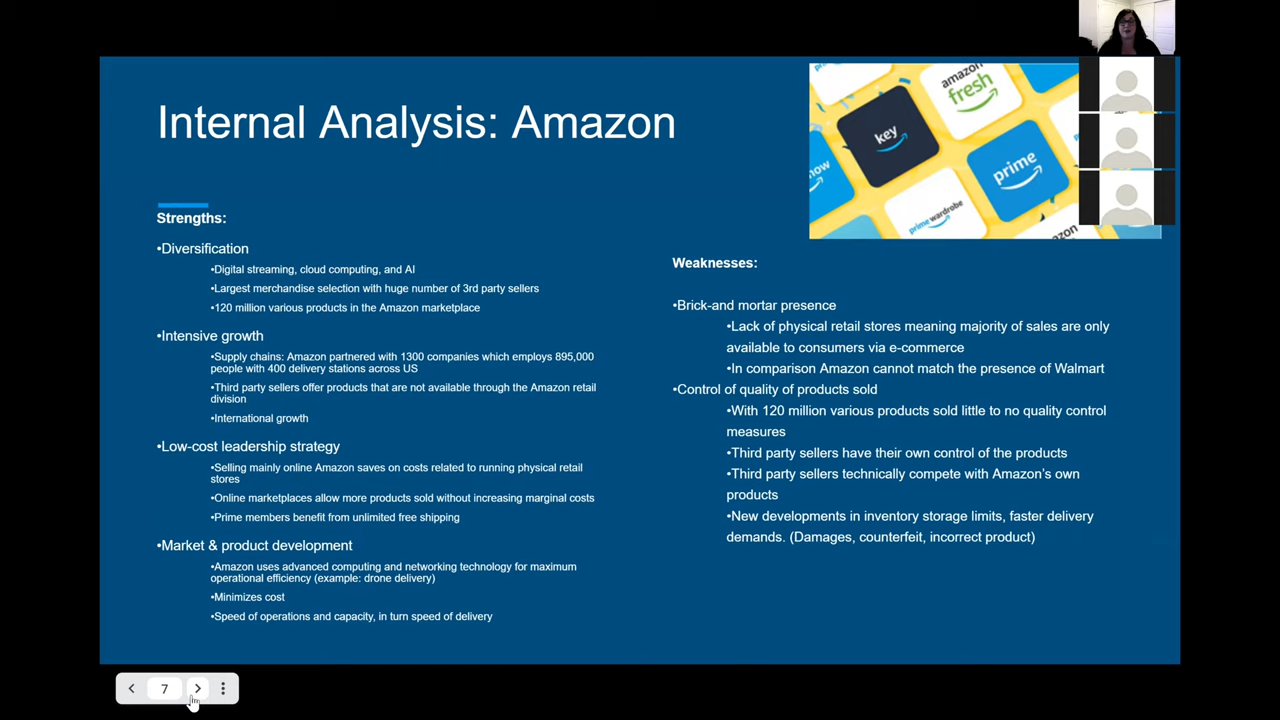 Internal Analysis: Amazon
amazon
fresh
key
prime
now
prime wardrobe
amazon
Strengths:
•Diversification
•Digital streaming, cloud computing, and AI
•Largest merchandise selection with huge number of 3rd party sellers
•120 million various products in the Amazon marketplace
•Intensive growth
•Supply chains: Amazon partnered with 1300 companies which employs 895,000
people with 400 delivery stations across US
•Third party sellers offer products that are not available through the Amazon retail
division
•International growth
•Low-cost leadership strategy
•Selling mainly online Amazon saves on costs related to running physical retail
stores
•Online marketplaces allow more products sold without increasing marginal costs
•Prime members benefit from unlimited free shipping
•Market & product development
•Amazon uses advanced computing and networking technology for maximum
operational efficiency (example: drone delivery)
•Minimizes cost
•Speed of operations and capacity, in turn speed of delivery
Weaknesses:
•Brick-and mortar presence
•Lack of physical retail stores meaning majority of sales are only
available to consumers via e-commerce
•In comparison Amazon cannot match the presence of Walmart
•Control of quality of products sold
•With 120 million various products sold little to no quality control
measures
•Third party sellers have their own control of the products
•Third party sellers technically compete with Amazon's own
products
•New developments in inventory storage limits, faster delivery
demands. (Damages, counterfeit, incorrect product)
7